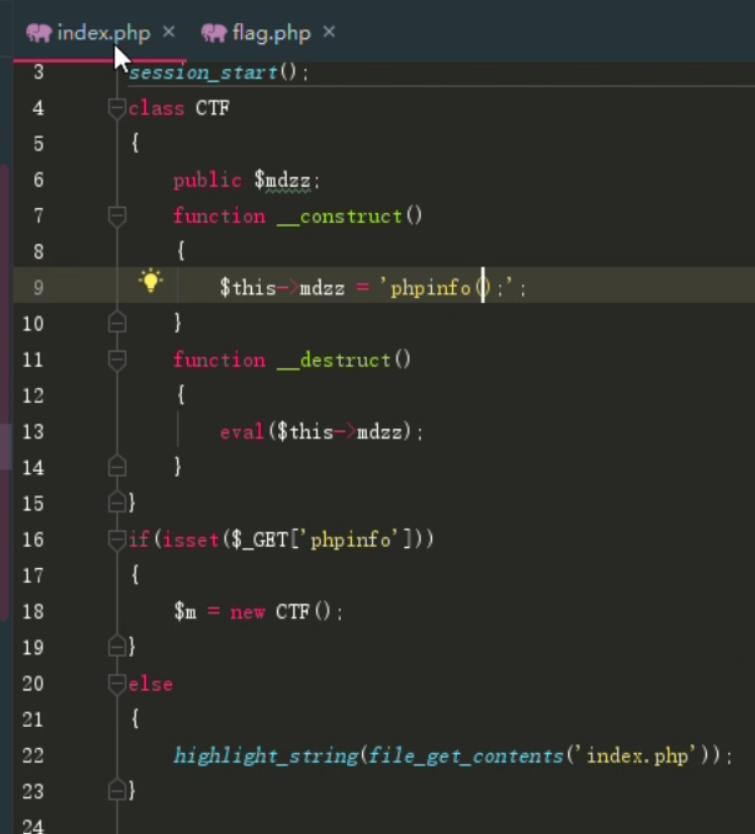 index.php × flag.php ×
3 session_start();
4 class CTF
5 {
6 public $mdzz;
7 function __construct()
8 {
9 $this->mdzz = 'phpinfo();';
10 }
11 function __destruct()
12 {
13 eval($this->mdzz);
14 }
15 }
16 if(isset($_GET['phpinfo']))
17 {
18 $m = new CTF();
19 }
20 else
21 {
22 highlight_string(file_get_contents('index.php'));
23 }
24